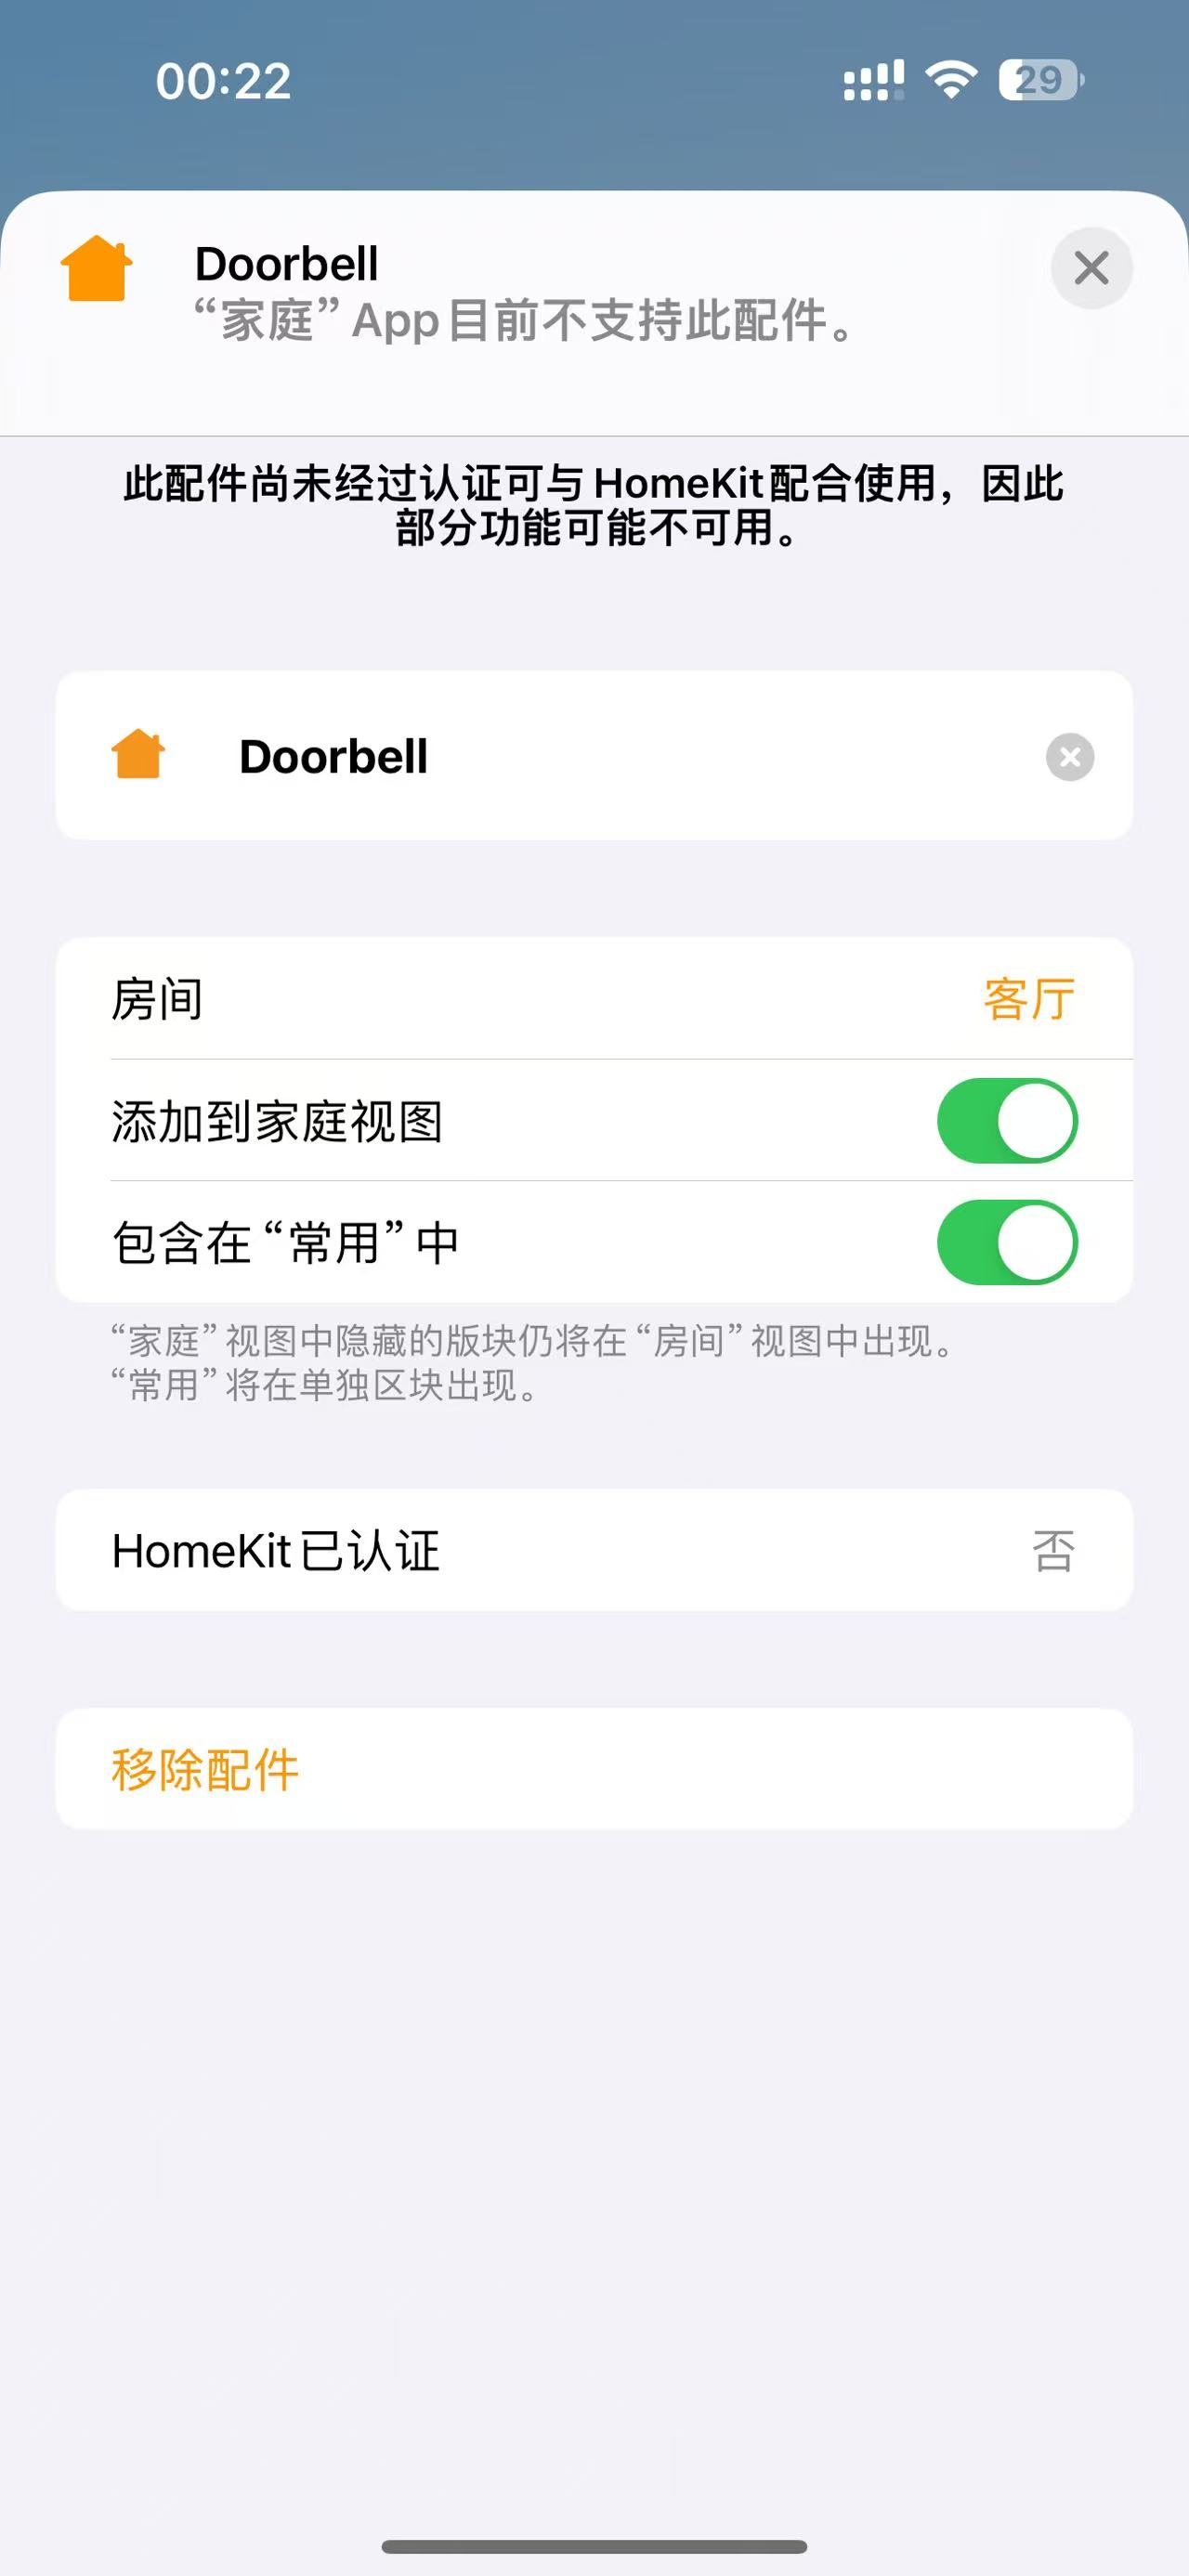 00:22
29
Doorbell
“家庭” App目前不支持此配件。
此配件尚未经过认证可与 HomeKit配合使用，因此
部分功能可能不可用。
Doorbell
房间
客厅
添加到家庭视图
包含在 “常用” 中
“家庭” 视图中隐藏的版块仍将在 “房间” 视图中出现。
“常用” 将在单独区块出现。
HomeKit已认证
否
移除配件